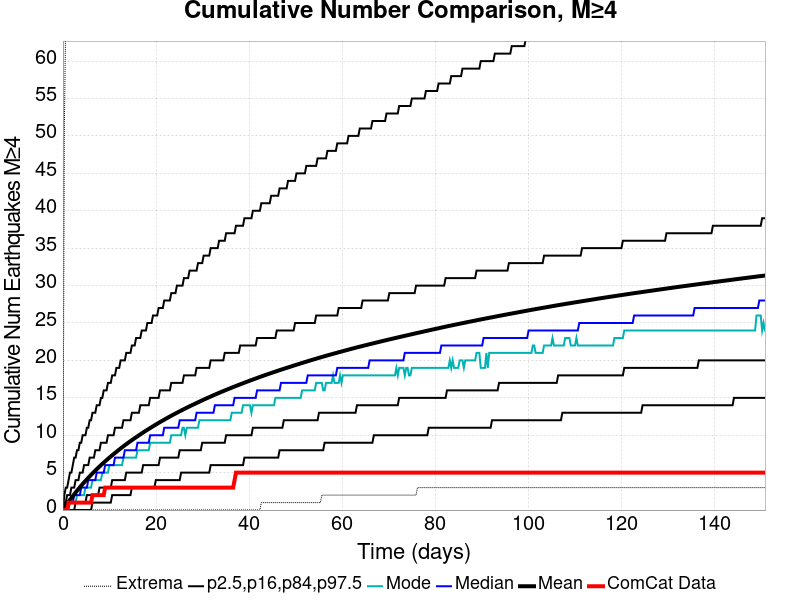 Cumulative Number Comparison, M≥4
Cumulative Num Earthquakes M≥4
60
55
50
45
40
35
30
25
20
15
10
5
0
0 20 40 60 80 100 120 140
Time (days)
Extrema p2.5,p16,p84,p97.5 Mode Median Mean ComCat Data